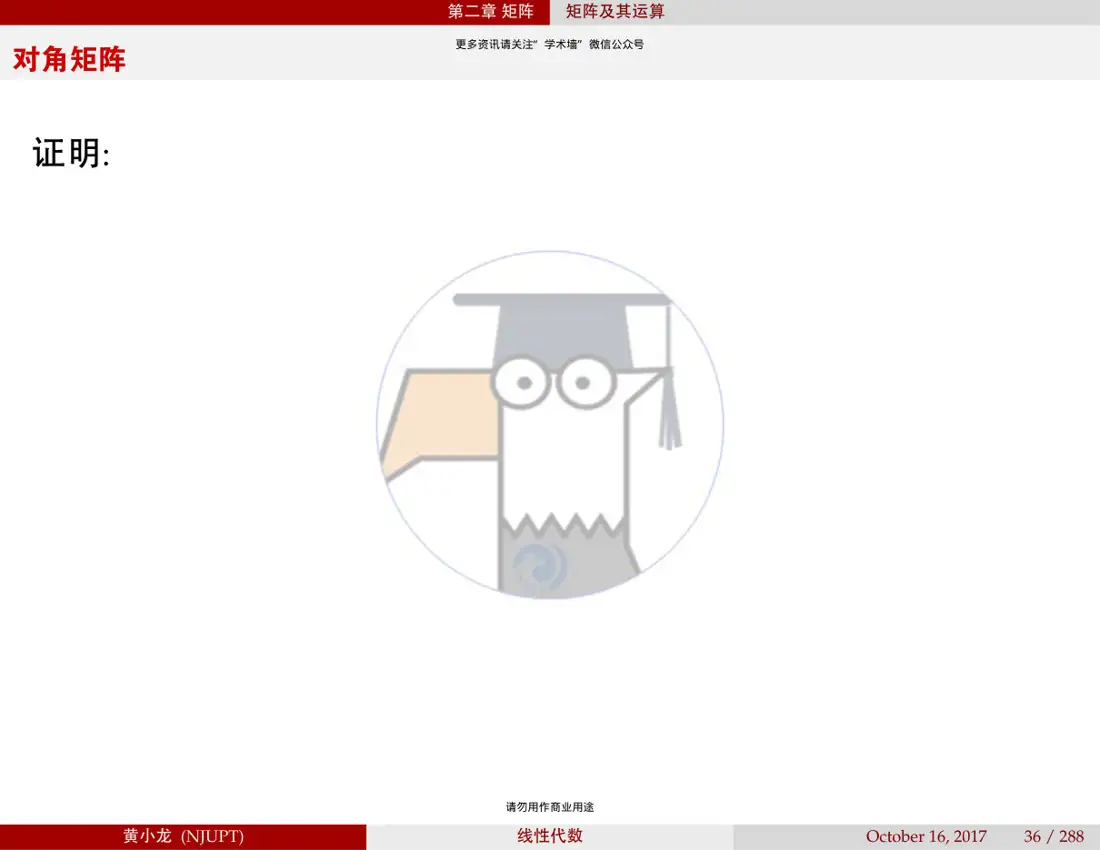 第二章 矩阵 矩阵及其运算
更多资讯请关注“ 学术墙” 微信公众号
对角矩阵
证明:
请勿用作商业用途
黄小龙 (NJUPT) 线性代数 October 16, 2017 36 / 288